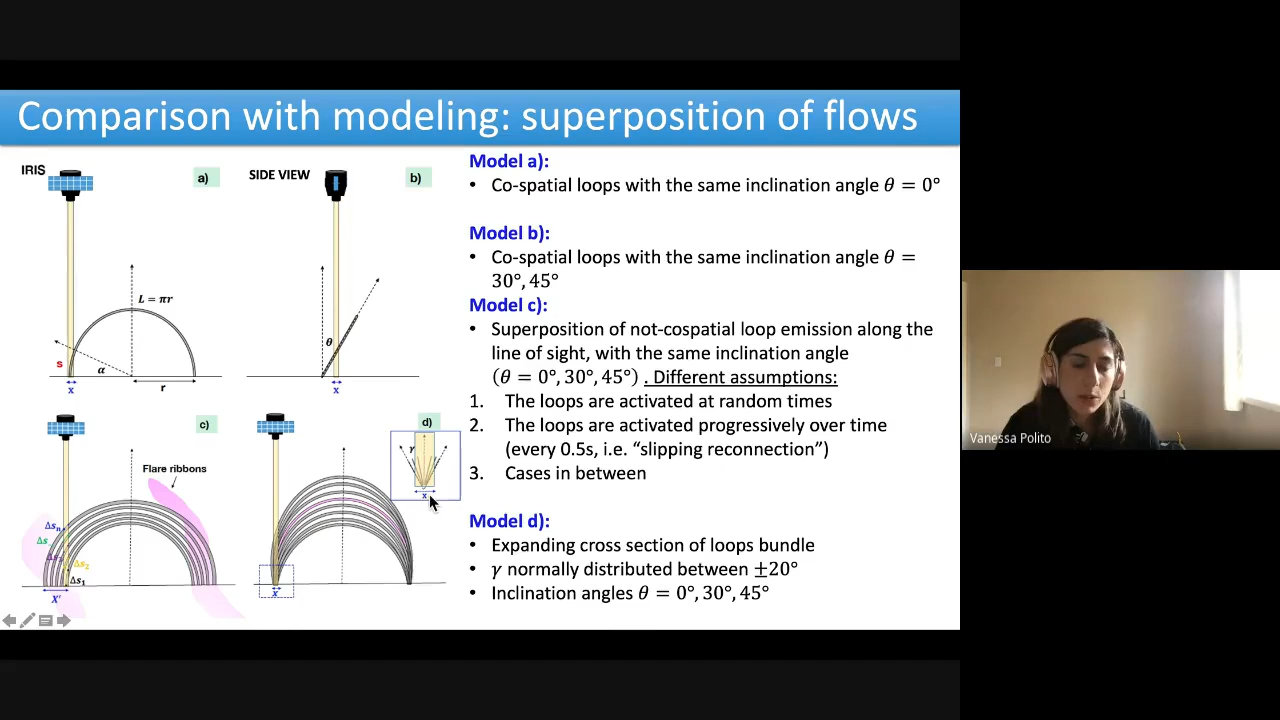 Comparison with modeling: superposition of flows
IRIS
a)
SIDE VIEW
b)
L = πr
θ
s
α
x
r
x
c)
d)
Flare ribbons
γ
x
Δsₙ
Δs
Δs₂
Δs₁
X'
x
Model a):
• Co-spatial loops with the same inclination angle θ = 0°
Model b):
• Co-spatial loops with the same inclination angle θ =
30°, 45°
Model c):
• Superposition of not-cospatial loop emission along the
line of sight, with the same inclination angle
(θ = 0°, 30°, 45°) . Different assumptions:
1. The loops are activated at random times
2. The loops are activated progressively over time
(every 0.5s, i.e. “slipping reconnection”)
3. Cases in between
Model d):
• Expanding cross section of loops bundle
• γ normally distributed between ±20°
• Inclination angles θ = 0°, 30°, 45°
Vanessa Polito